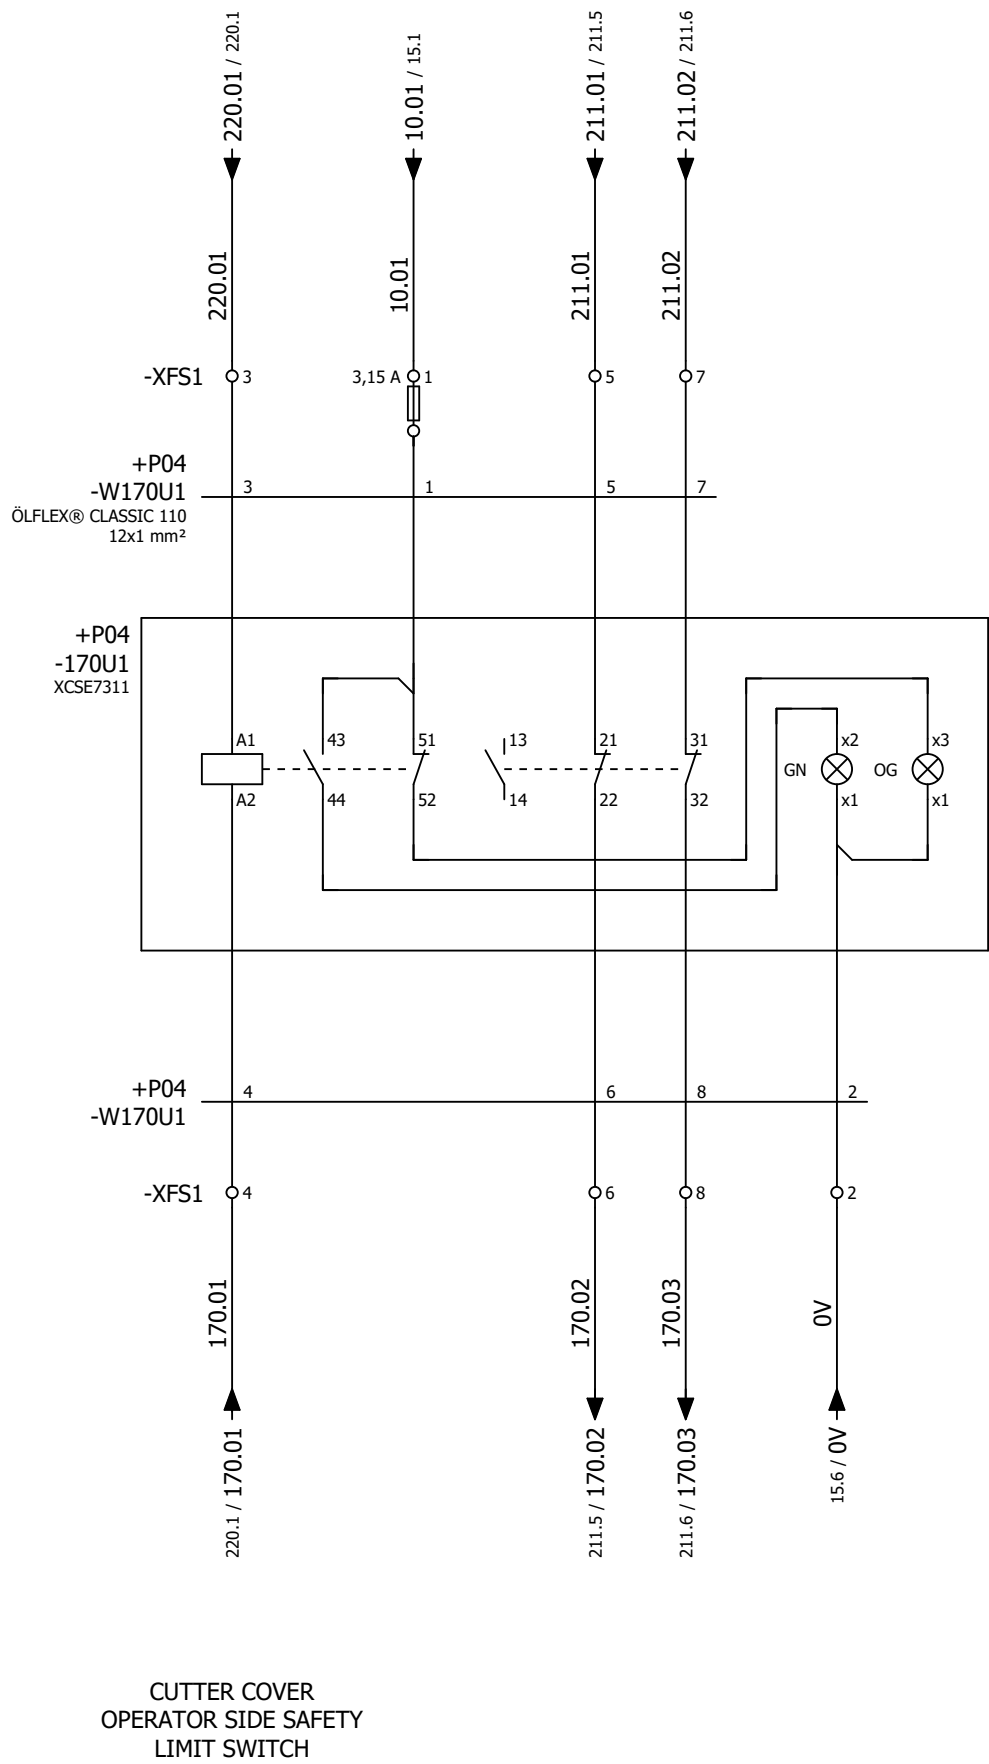 220.01 / 220.1
10.01 / 15.1
211.01 / 211.5
211.02 / 211.6
220.01
10.01
211.01
211.02
-XFS1 3 3,15 A 1 5 7
+P04
-W170U1 3 1 5 7
ÖLFLEX® CLASSIC 110
12x1 mm²
+P04
-170U1
XCSE7311
A1 43 51 13 21 31 x2 x3
GN OG
A2 44 52 14 22 32 x1 x1
+P04 4 6 8 2
-W170U1
-XFS1 4 6 8 2
170.01
170.02
170.03
0V
220.1 / 170.01
211.5 / 170.02
211.6 / 170.03
15.6 / 0V
CUTTER COVER
OPERATOR SIDE SAFETY
LIMIT SWITCH